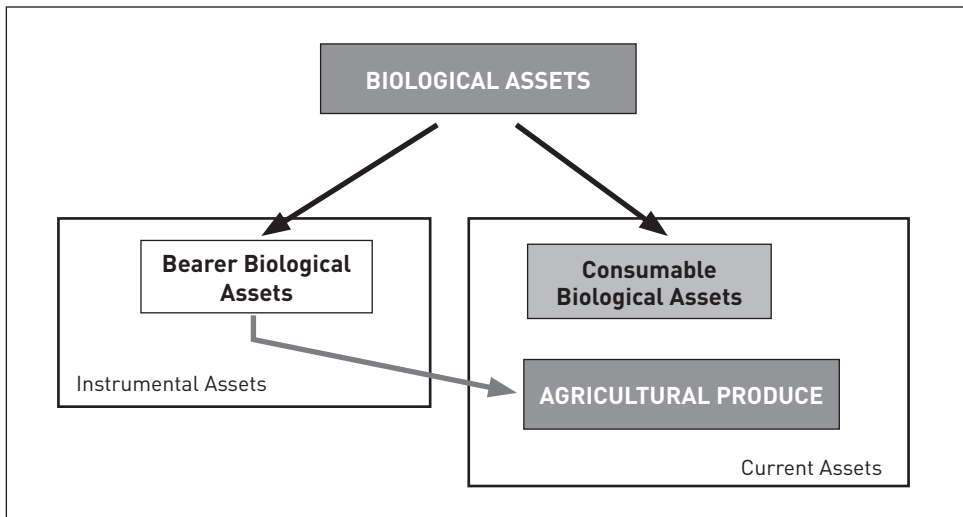 BIOLOGICAL ASSETS
Bearer Biological
Assets
Instrumental Assets
Consumable
Biological Assets
AGRICULTURAL PRODUCE
Current Assets